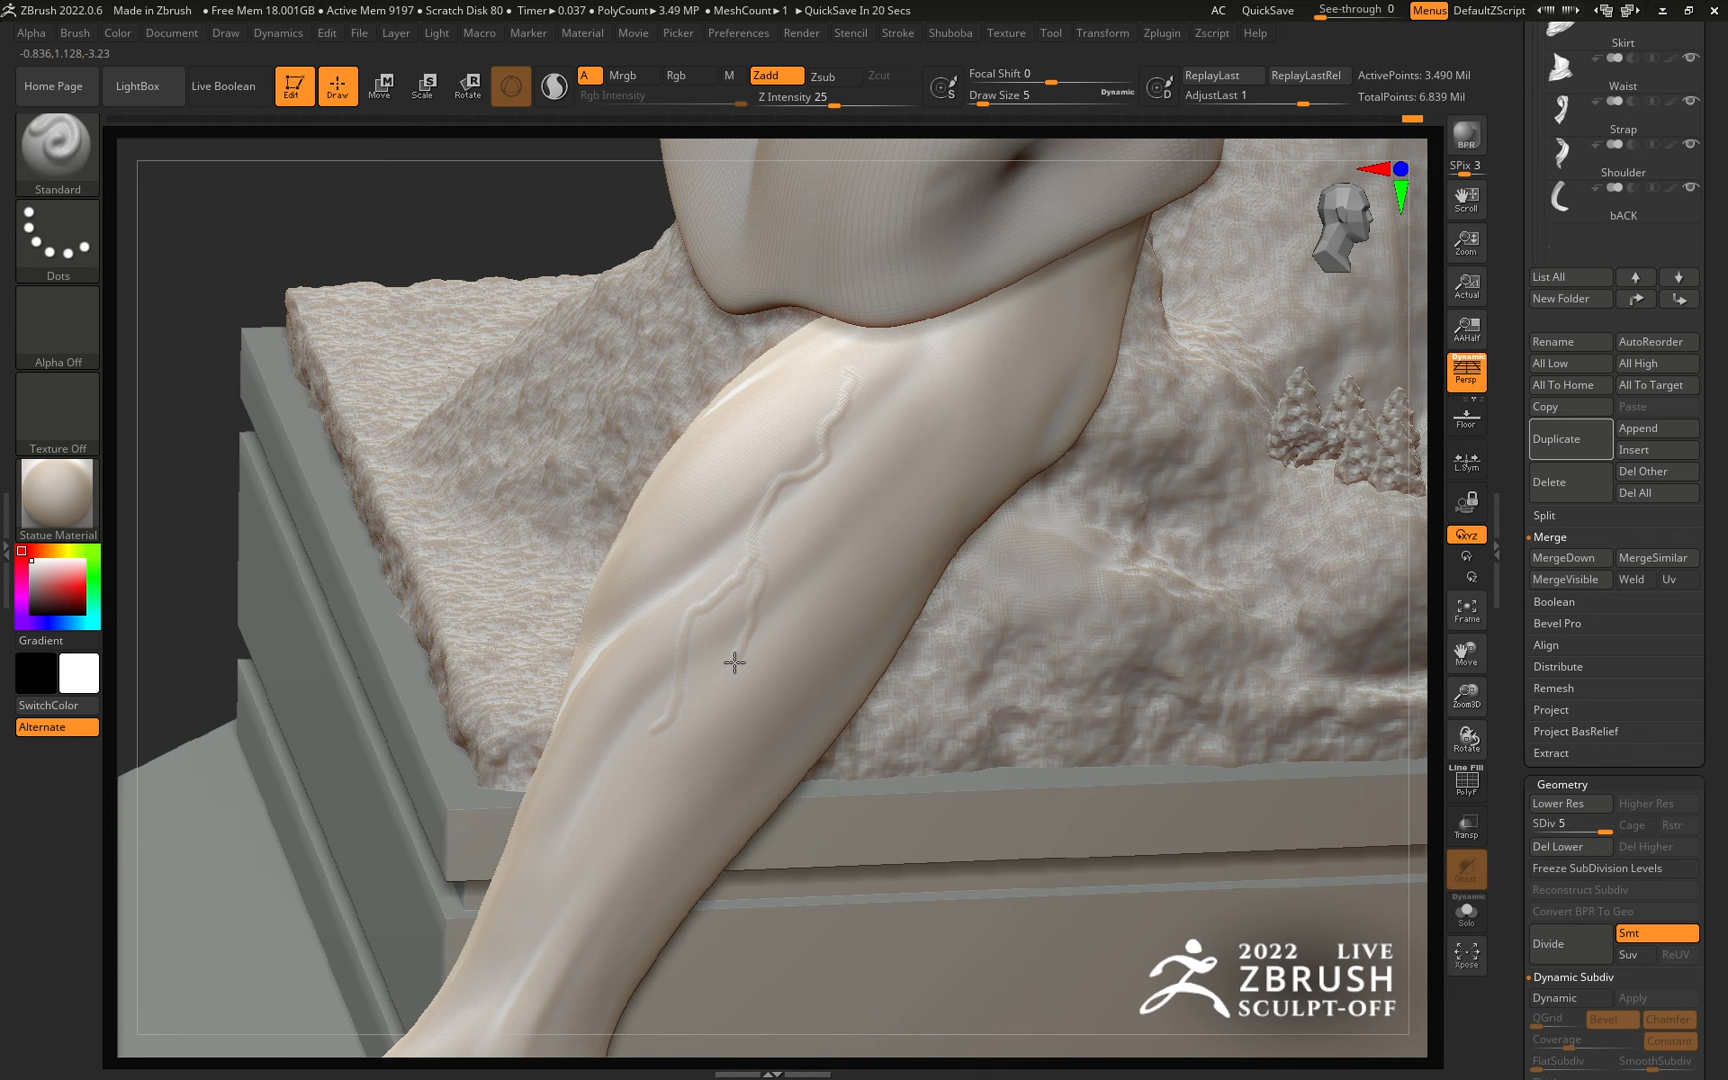 ZBrush 2022.0.6 Made in Zbrush • Free Mem 18.001GB • Active Mem 9197 • Scratch Disk 80 • Timer▸0.037 • PolyCount▸3.49 MP • MeshCount▸1 ▸QuickSave In 20 Secs AC QuickSave See-through 0 Menus DefaultZScript
Alpha Brush Color Document Draw Dynamics Edit File Layer Light Macro Marker Material Movie Picker Preferences Render Stencil Stroke Shuboba Texture Tool Transform Zplugin Zscript Help
-0.836,1.128,-3.23
Home Page LightBox Live Boolean Edit Draw Move Scale Rotate
A Mrgb Rgb M Zadd Zsub Zcut
Rgb Intensity Z Intensity 25
S Focal Shift 0
Draw Size 5 Dynamic
D ReplayLast ReplayLastRel ActivePoints: 3.490 Mil
AdjustLast 1 TotalPoints: 6.839 Mil
Standard
Dots
Alpha Off
Texture Off
Statue Material
Gradient
SwitchColor
Alternate
2022 LIVE
ZBRUSH
SCULPT-OFF
BPR
SPix 3
Scroll
Zoom
Actual
AAHalf
Dynamic
Persp
Floor
L.Sym
XYZ
Y
Z
Frame
Move
Zoom3D
Rotate
Line Fill
PolyF
Transp
Ghost
Dynamic
Solo
Xpose
Skirt
Waist
Strap
Shoulder
bACK
List All
New Folder
Rename AutoReorder
All Low All High
All To Home All To Target
Copy Paste
Duplicate Append
Insert
Delete Del Other
Del All
Split
Merge
MergeDown MergeSimilar
MergeVisible Weld Uv
Boolean
Bevel Pro
Align
Distribute
Remesh
Project
Project BasRelief
Extract
Geometry
Lower Res Higher Res
SDiv 5 Cage Rstr
Del Lower Del Higher
Freeze SubDivision Levels
Reconstruct Subdiv
Convert BPR To Geo
Divide Smt
Suv ReUV
Dynamic Subdiv
Dynamic Apply
QGrid Bevel Chamfer
Coverage Constant
FlatSubdiv SmoothSubdiv